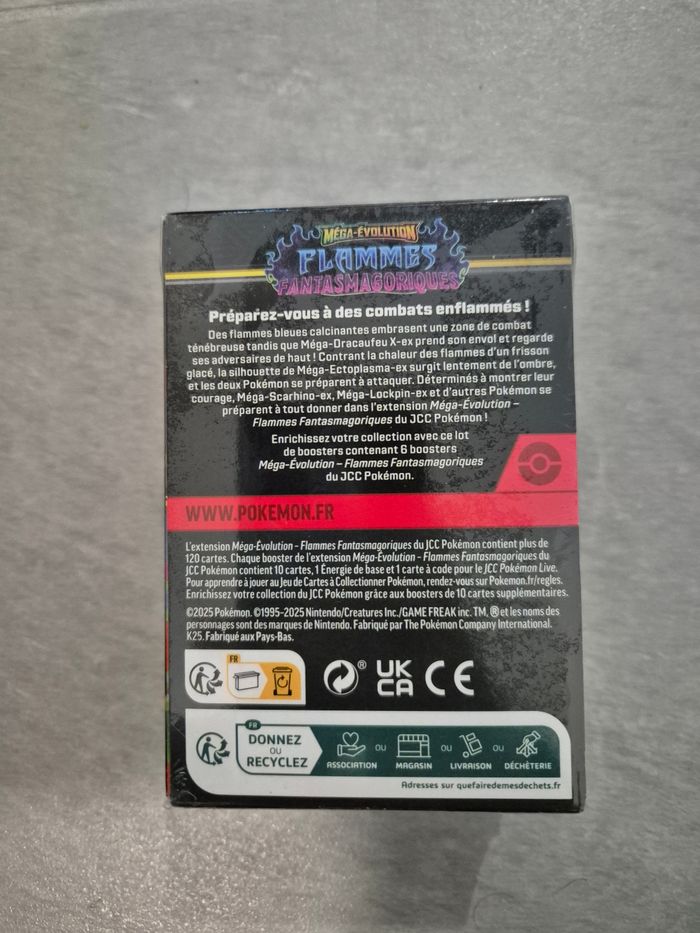 MÉGA-ÉVOLUTION
FLAMMES
FANTASMAGORIQUES
Préparez-vous à des combats enflammés !
Des flammes bleues calcinantes embrasent une zone de combat
ténébreuse tandis que Méga-Dracaufeu X-ex prend son envol et regarde
ses adversaires de haut ! Contrant la chaleur des flammes d'un frisson
glacé, la silhouette de Méga-Ectoplasma-ex surgit lentement de l'ombre,
et les deux Pokémon se préparent à attaquer. Déterminés à montrer leur
courage, Méga-Scarhino-ex, Méga-Lockpin-ex et d'autres Pokémon se
préparent à tout donner dans l'extension Méga-Évolution –
Flammes Fantasmagoriques du JCC Pokémon !
Enrichissez votre collection avec ce lot
de boosters contenant 6 boosters
Méga-Évolution – Flammes Fantasmagoriques
du JCC Pokémon.
WWW.POKEMON.FR
L'extension Méga-Évolution – Flammes Fantasmagoriques du JCC Pokémon contient plus de
120 cartes. Chaque booster de l'extension Méga-Évolution – Flammes Fantasmagoriques du
JCC Pokémon contient 10 cartes, 1 Énergie de base et 1 carte à code pour le JCC Pokémon Live.
Pour apprendre à jouer au Jeu de Cartes à Collectionner Pokémon, rendez-vous sur Pokemon.fr/regles.
Enrichissez votre collection du JCC Pokémon grâce aux boosters de 10 cartes supplémentaires.
©2025 Pokémon. ©1995-2025 Nintendo/Creatures Inc./GAME FREAK inc. TM, ® et les noms des
personnages sont des marques de Nintendo. Fabriqué par The Pokémon Company International.
K25. Fabriqué aux Pays-Bas.
FR
®
UK
CA
CE
FR
DONNEZ
OU
RECYCLEZ
ASSOCIATION OU MAGASIN OU LIVRAISON OU DÉCHÈTERIE
Adresses sur quefairedemesdechets.fr